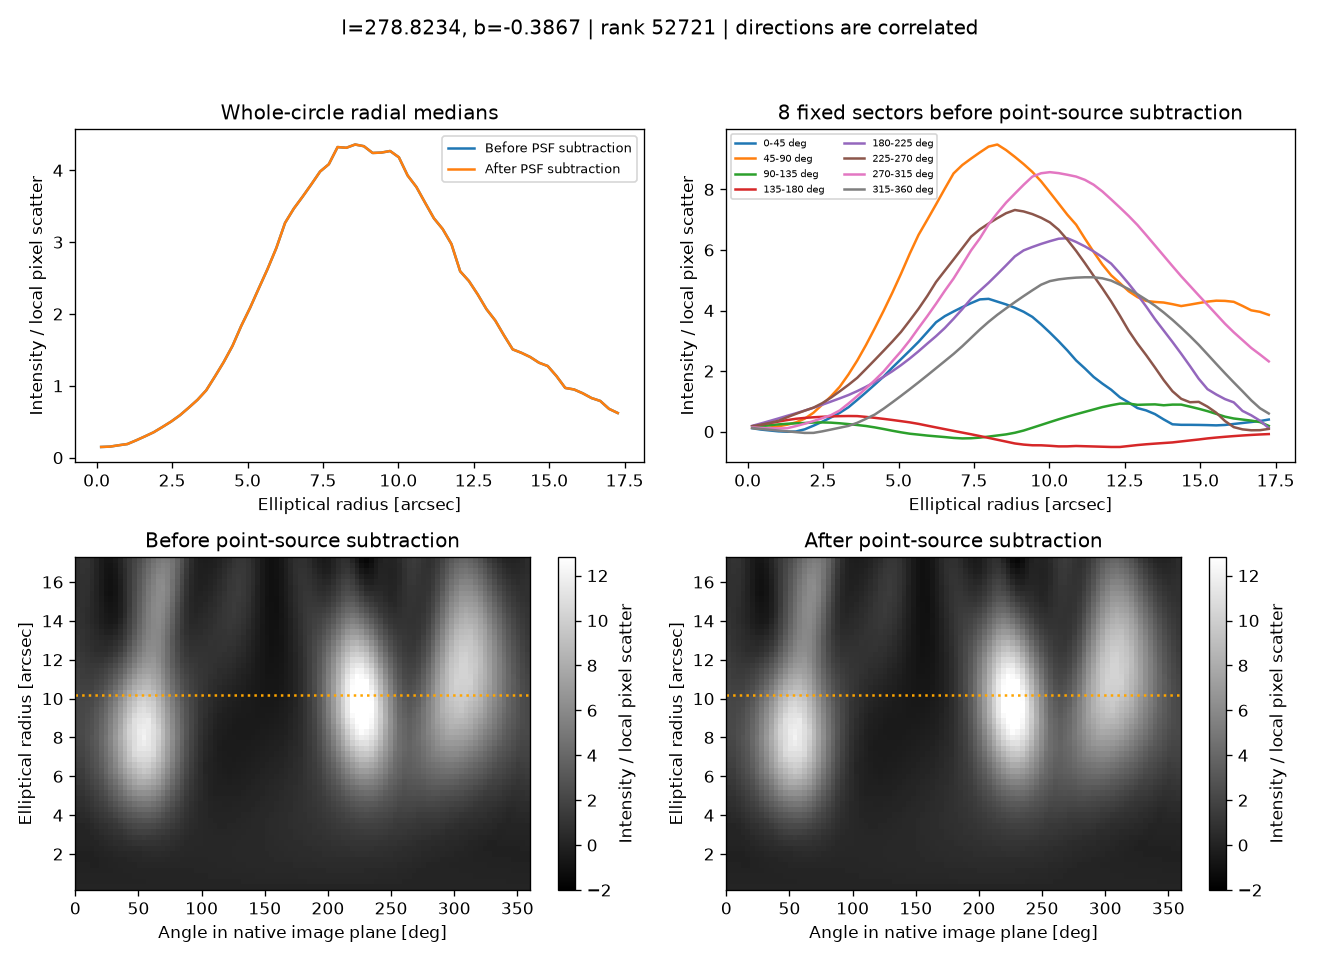 l=278.8234, b=-0.3867 | rank 52721 | directions are correlated
Whole-circle radial medians
Intensity / local pixel scatter
4
3
2
1
0
Before PSF subtraction
After PSF subtraction
0.0 2.5 5.0 7.5 10.0 12.5 15.0 17.5
Elliptical radius [arcsec]
8 fixed sectors before point-source subtraction
Intensity / local pixel scatter
8
6
4
2
0
0-45 deg
45-90 deg
90-135 deg
135-180 deg
180-225 deg
225-270 deg
270-315 deg
315-360 deg
0.0 2.5 5.0 7.5 10.0 12.5 15.0 17.5
Elliptical radius [arcsec]
Before point-source subtraction
Elliptical radius [arcsec]
16
14
12
10
8
6
4
2
0 50 100 150 200 250 300 350
Angle in native image plane [deg]
12
10
8
6
4
2
0
−2
Intensity / local pixel scatter
After point-source subtraction
Elliptical radius [arcsec]
16
14
12
10
8
6
4
2
0 50 100 150 200 250 300 350
Angle in native image plane [deg]
12
10
8
6
4
2
0
−2
Intensity / local pixel scatter